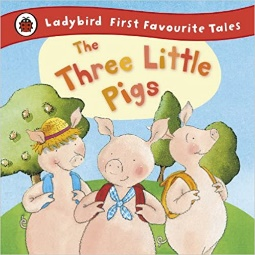 Ladybird First Favourite Tales
The
Three Little
Pigs